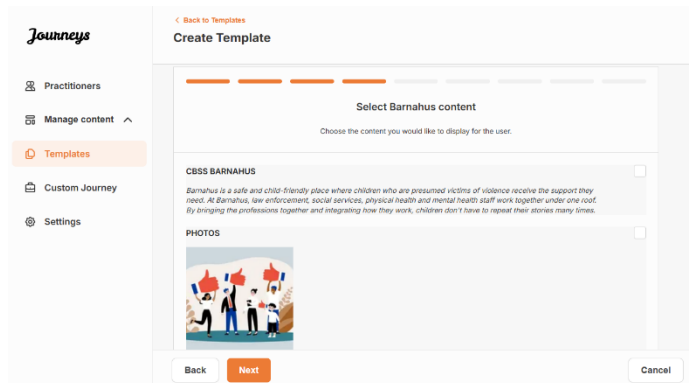 Journeys
Practitioners
Manage content
Templates
Custom Journey
Settings
< Back to Templates
Create Template
Select Barnahus content
Choose the content you would like to display for the user.
CBSS BARNAHUS
Barnahus is a safe and child-friendly place where children who are presumed victims of violence receive the support they
need. At Barnahus, law enforcement, social services, physical health and mental health staff work together under one roof.
By bringing the professions together and integrating how they work, children don't have to repeat their stories many times.
PHOTOS
Back
Next
Cancel